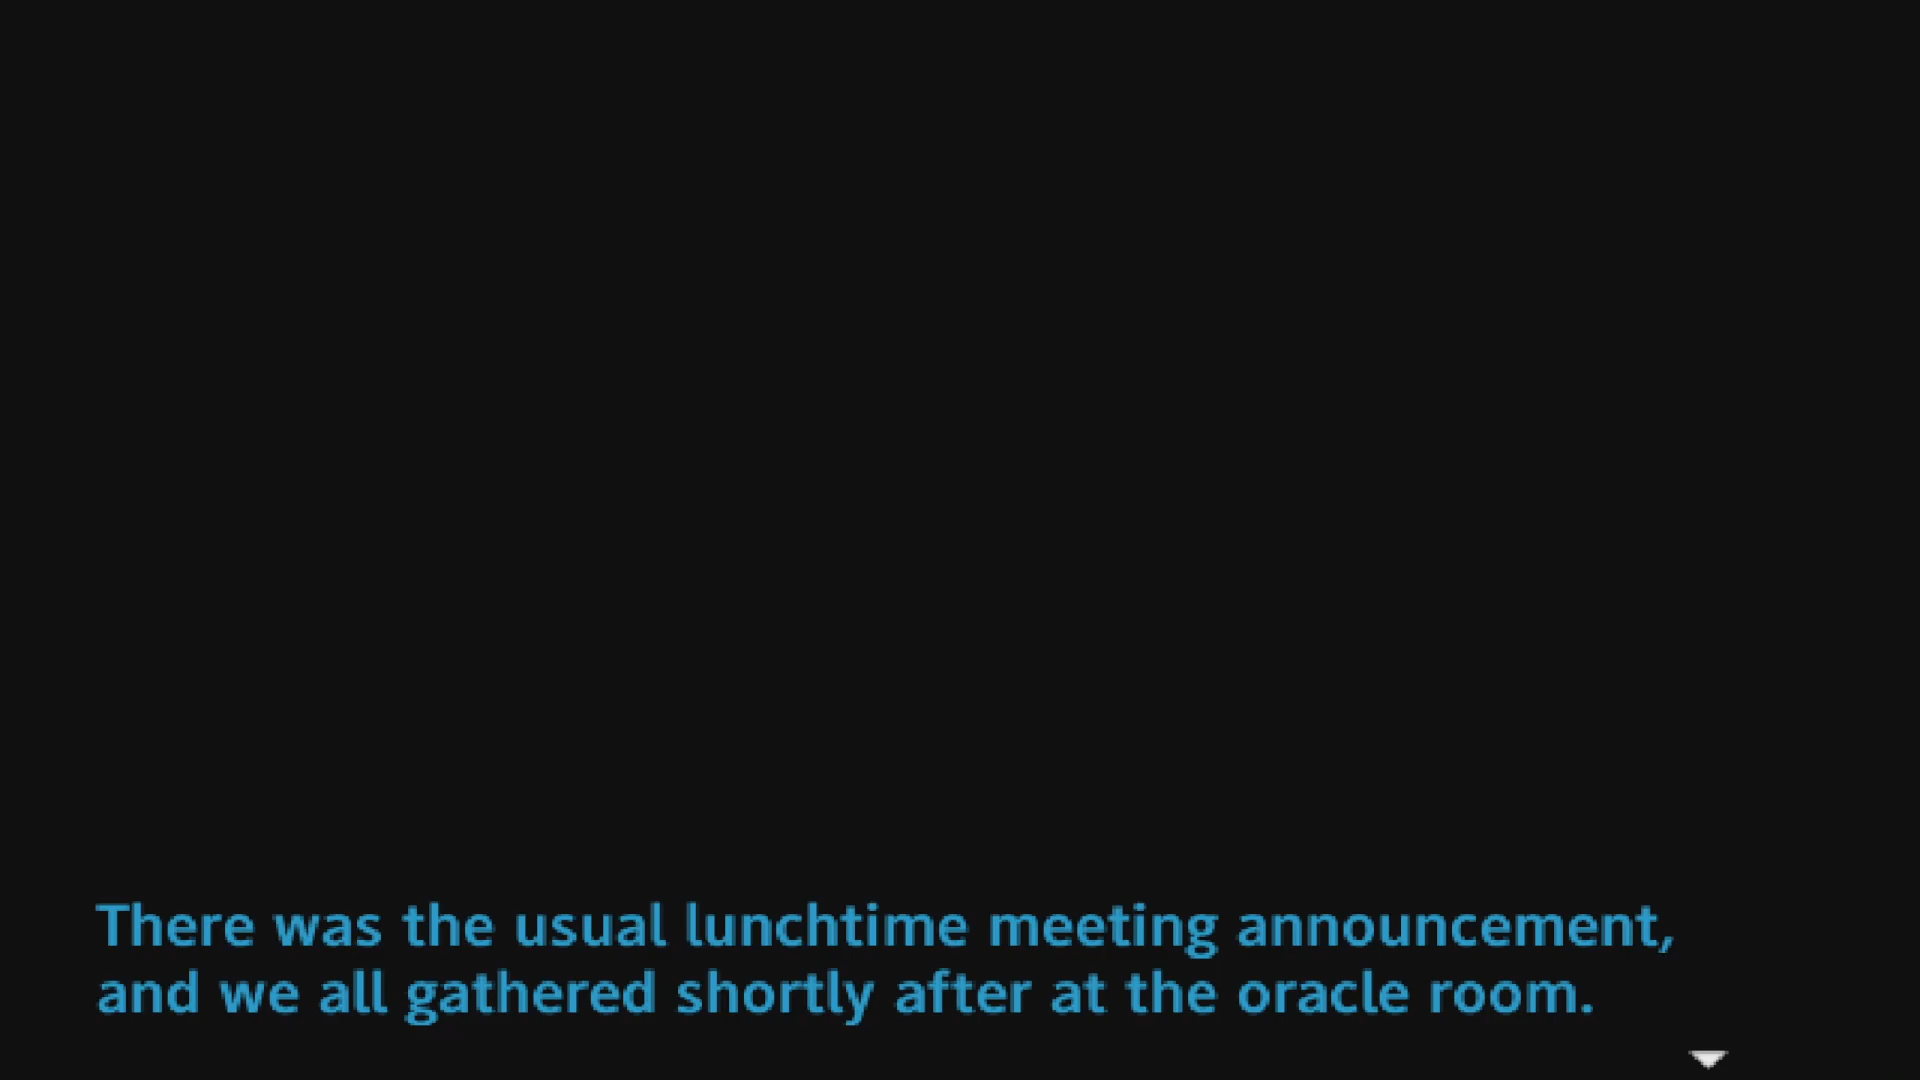 There was the usual lunchtime meeting announcement,
and we all gathered shortly after at the oracle room.